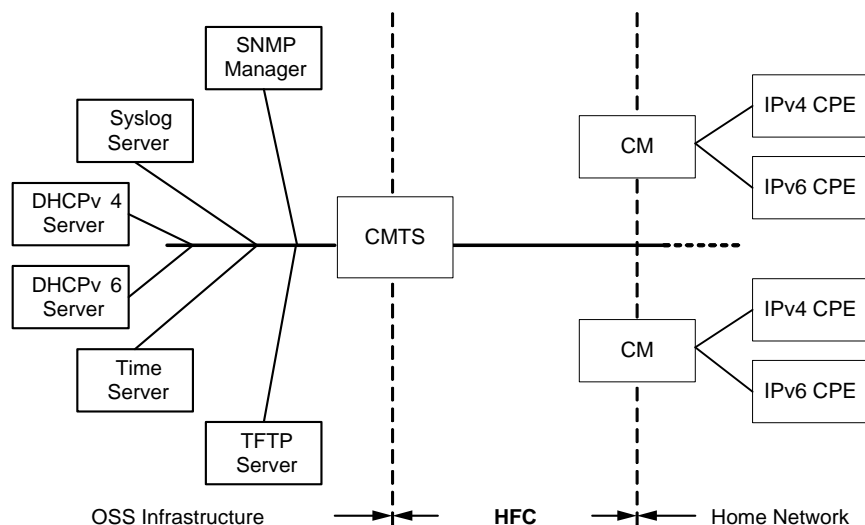 SNMP
Manager
Syslog
Server
DHCPv 4
Server
DHCPv 6
Server
Time
Server
TFTP
Server
CMTS
CM
IPv4 CPE
IPv6 CPE
CM
IPv4 CPE
IPv6 CPE
OSS Infrastructure
HFC
Home Network